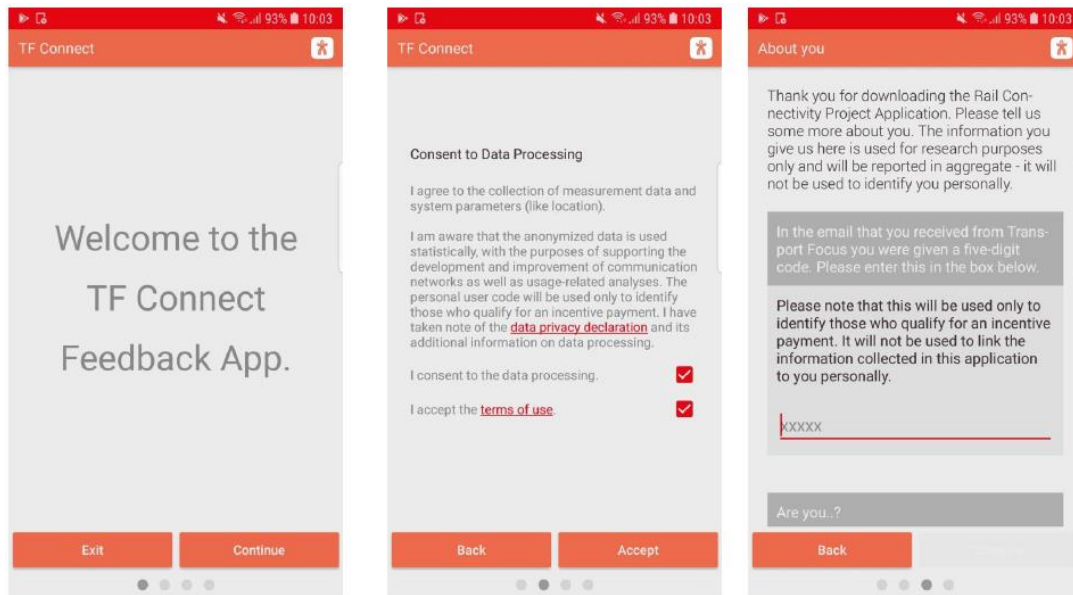 93% 10:03
TF Connect
Welcome to the
TF Connect
Feedback App.
Exit
Continue
93% 10:03
TF Connect
Consent to Data Processing
I agree to the collection of measurement data and
system parameters (like location).
I am aware that the anonymized data is used
statistically, with the purposes of supporting the
development and improvement of communication
networks as well as usage-related analyses. The
personal user code will be used only to identify
those who qualify for an incentive payment. I have
taken note of the data privacy declaration and its
additional information on data processing.
I consent to the data processing.
I accept the terms of use.
Back
Accept
93% 10:03
About you
Thank you for downloading the Rail Con-
nectivity Project Application. Please tell us
some more about you. The information you
give us here is used for research purposes
only and will be reported in aggregate - it will
not be used to identify you personally.
In the email that you received from Trans-
port Focus you were given a five-digit
code. Please enter this in the box below.
Please note that this will be used only to
identify those who qualify for an incentive
payment. It will not be used to link the
information collected in this application
to you personally.
xxxxx
Are you..?
Back